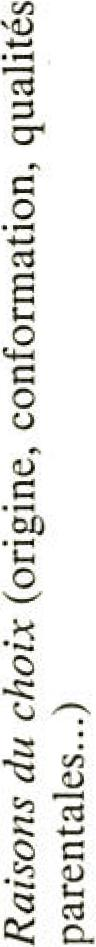 Raisons du choix (origine, conformation, qualités
parentales...)